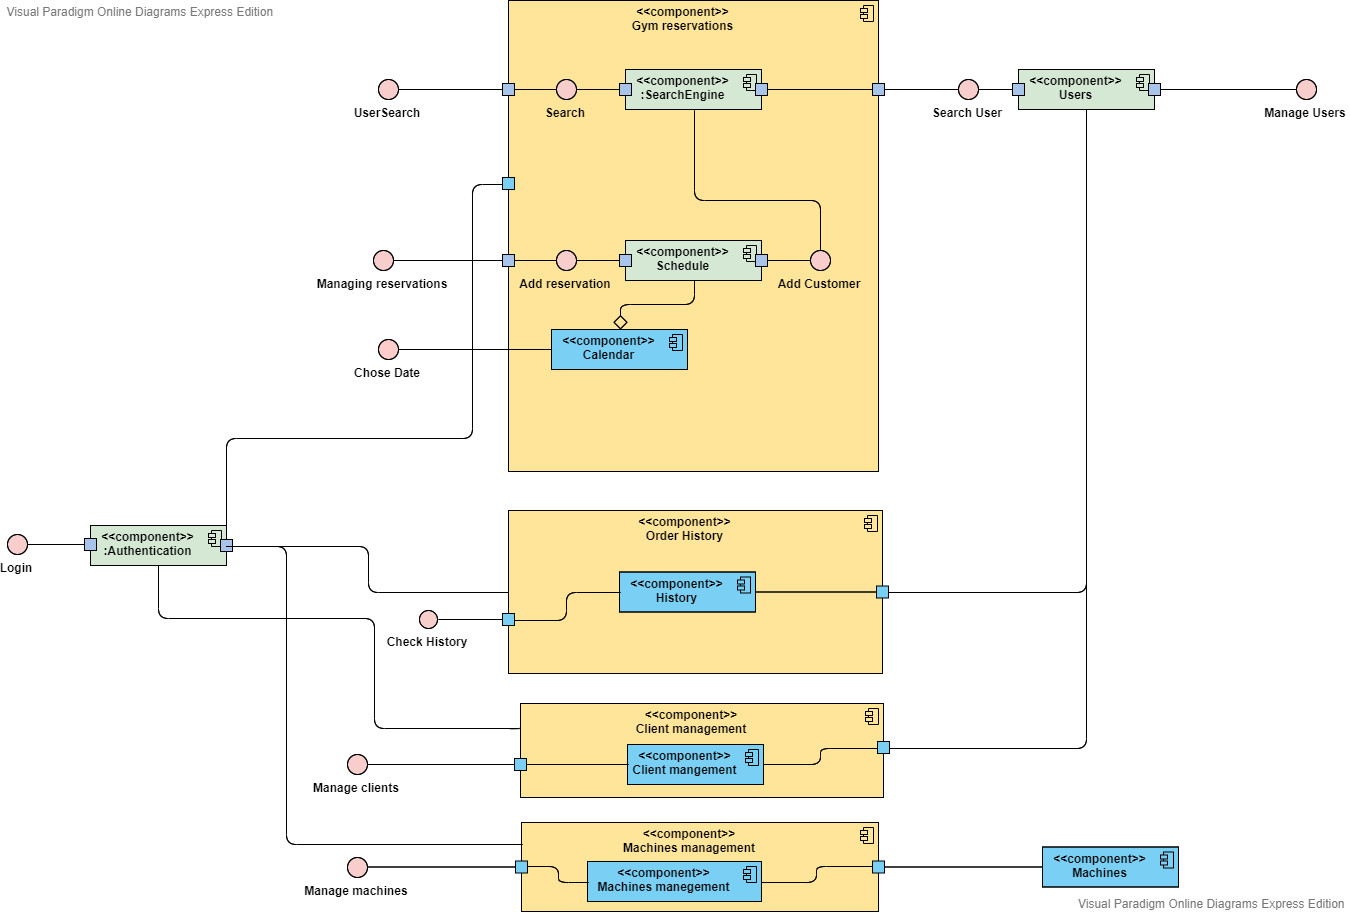 Visual Paradigm Online Diagrams Express Edition
<<component>>
Gym reservations
<<component>>
:SearchEngine
<<component>>
Users
UserSearch
Search
Search User
Manage Users
<<component>>
Schedule
Managing reservations
Add reservation
Add Customer
<<component>>
Calendar
Chose Date
<<component>>
:Authentication
Login
<<component>>
Order History
<<component>>
History
Check History
<<component>>
Client management
<<component>>
Client mangement
Manage clients
<<component>>
Machines management
<<component>>
Machines manegement
Manage machines
<<component>>
Machines
Visual Paradigm Online Diagrams Express Edition